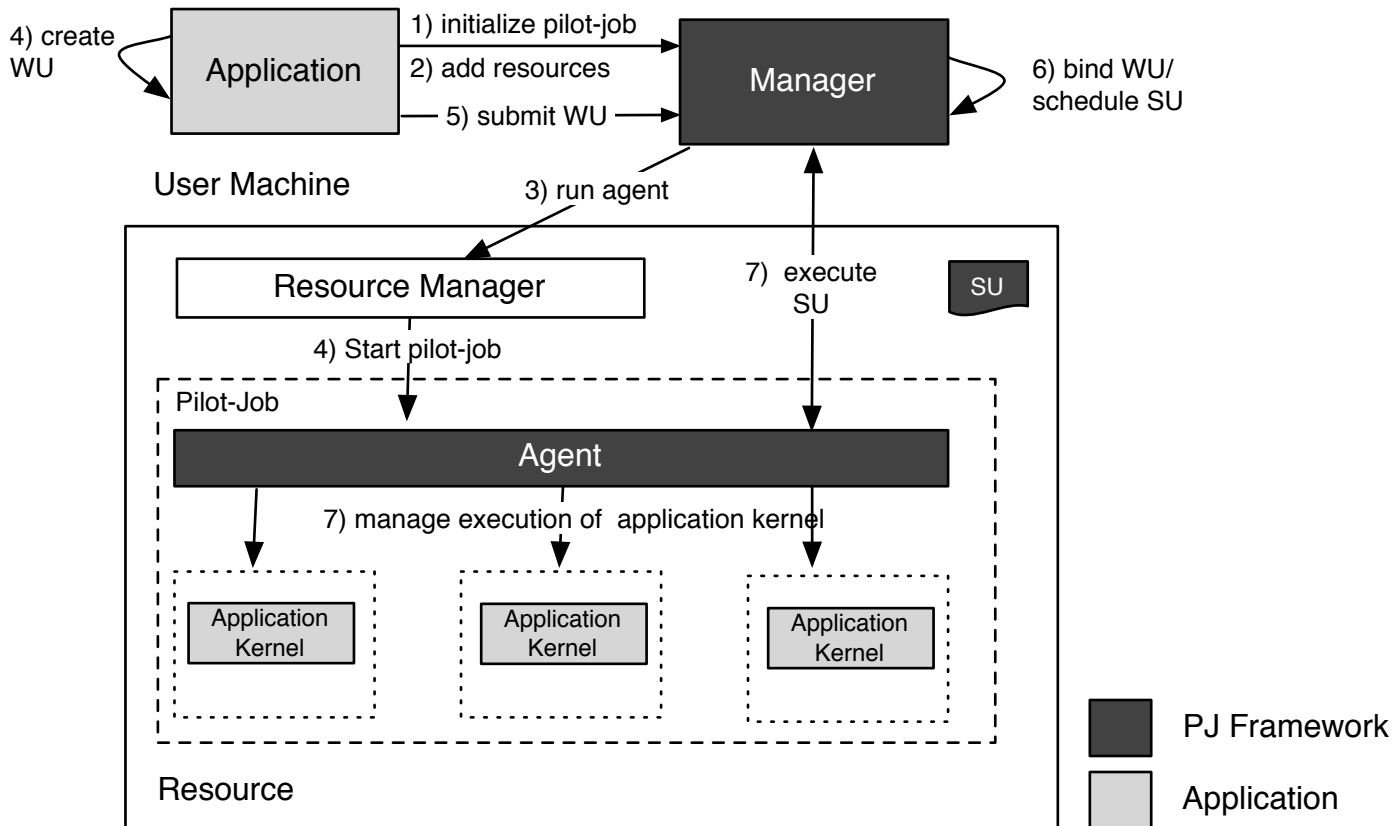 4) create
WU
Application
1) initialize pilot-job
2) add resources
5) submit WU
Manager
6) bind WU/
schedule SU
User Machine
3) run agent
Resource Manager
7) execute
SU
SU
4) Start pilot-job
Pilot-Job
Agent
7) manage execution of application kernel
Application
Kernel
Application
Kernel
Application
Kernel
Resource
PJ Framework
Application